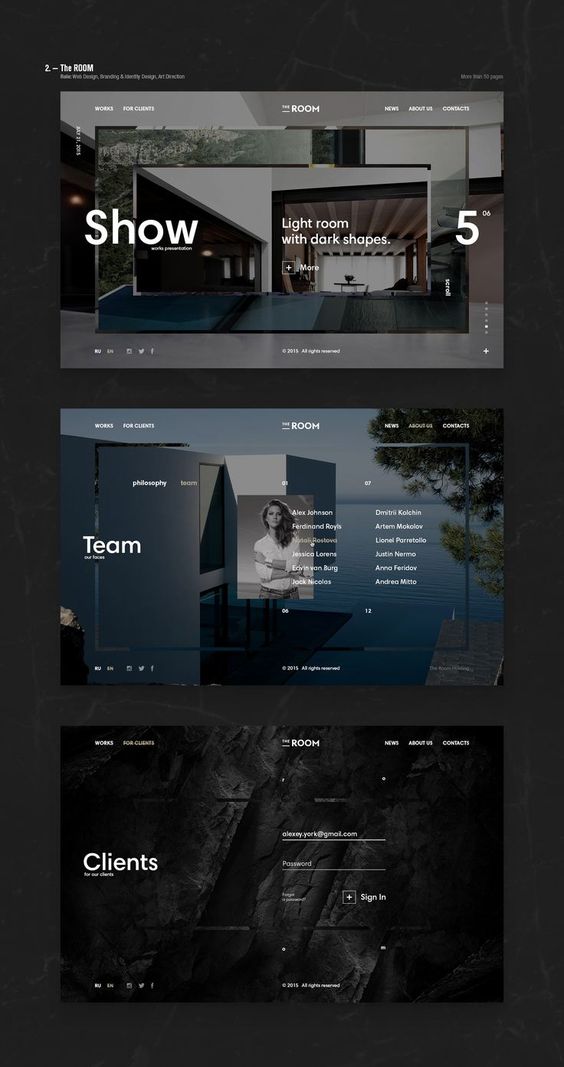 2. — The ROOM
Role: Web Design, Branding & Identity Design, Art Direction
More than 50 pages
WORKS FOR CLIENTS
THE ROOM
NEWS ABOUT US CONTACTS
JULY 21, 2015
Show
works presentation
Light room
with dark shapes.
+ More
5 06
scroll
RU EN
© 2015 All rights reserved
+
WORKS FOR CLIENTS
THE ROOM
NEWS ABOUT US CONTACTS
philosophy team
01
07
Team
our faces
Alex Johnson
Ferdinand Royls
Natali Rostova
Jessica Lorens
Edvin van Burg
Jack Nicolas
Dmitrii Kolchin
Artem Mokolov
Lionel Parretollo
Justin Nermo
Anna Feridov
Andrea Mitto
06
12
RU EN
© 2015 All rights reserved
The Room Holding
WORKS FOR CLIENTS
THE ROOM
NEWS ABOUT US CONTACTS
r o
Clients
for our clients
alexey.york@gmail.com
Password
Forgot
a password?
+ Sign In
o m
RU EN
© 2015 All rights reserved